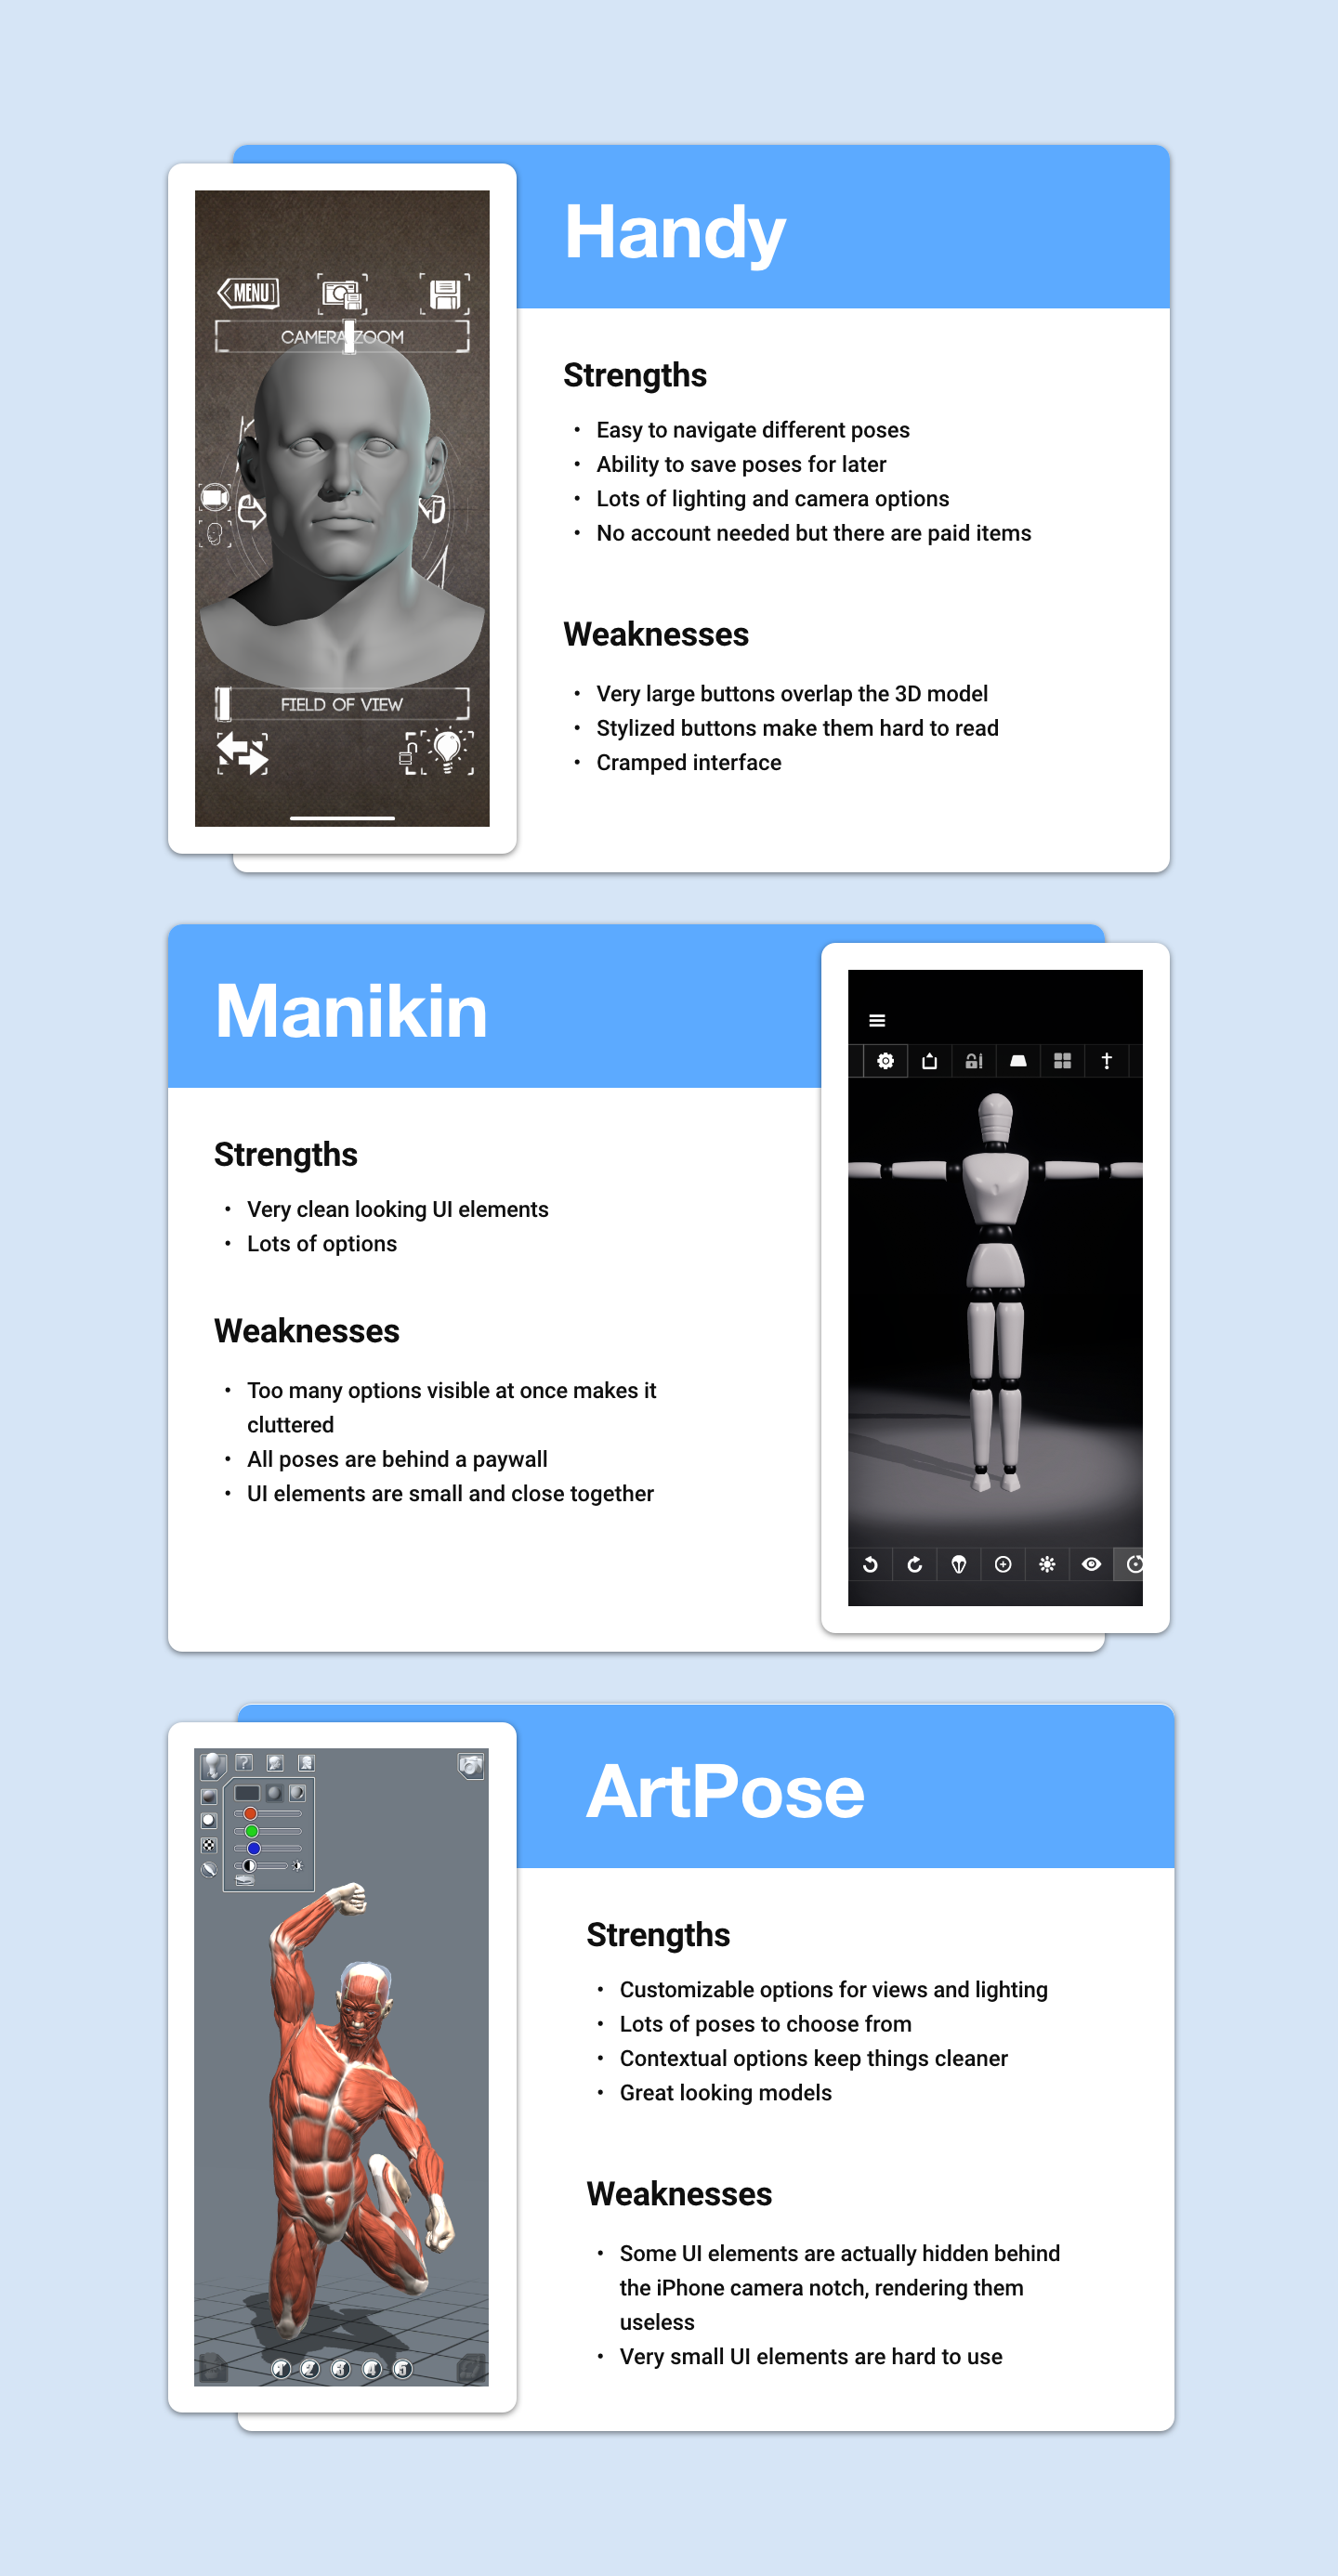 Handy
MENU
CAMERA ZOOM
FIELD OF VIEW
Strengths
• Easy to navigate different poses
• Ability to save poses for later
• Lots of lighting and camera options
• No account needed but there are paid items
Weaknesses
• Very large buttons overlap the 3D model
• Stylized buttons make them hard to read
• Cramped interface
Manikin
Strengths
• Very clean looking UI elements
• Lots of options
Weaknesses
• Too many options visible at once makes it
cluttered
• All poses are behind a paywall
• UI elements are small and close together
ArtPose
?
1 2 3 4 5
Strengths
• Customizable options for views and lighting
• Lots of poses to choose from
• Contextual options keep things cleaner
• Great looking models
Weaknesses
• Some UI elements are actually hidden behind
the iPhone camera notch, rendering them
useless
• Very small UI elements are hard to use